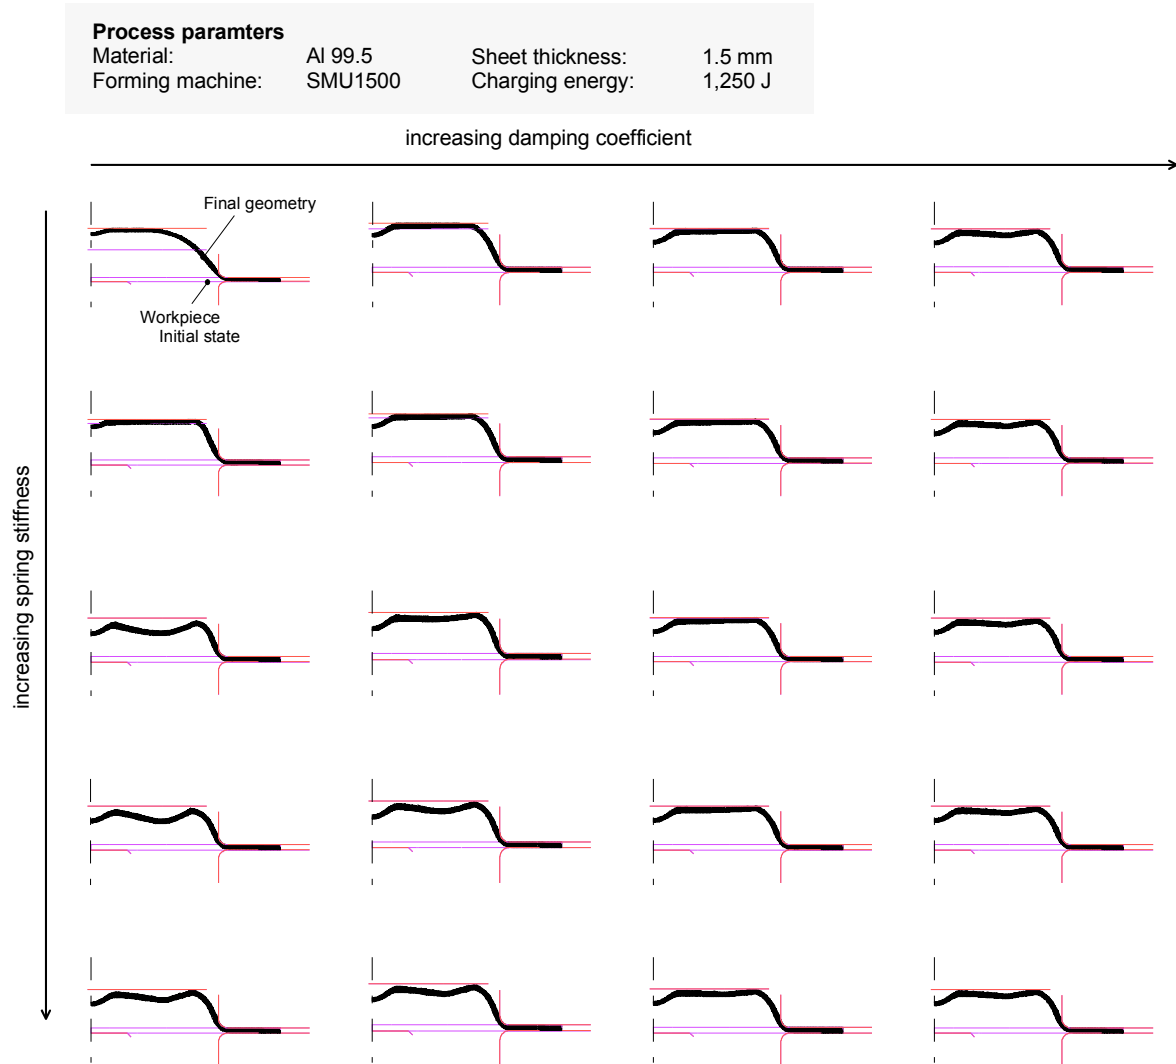 Process paramters
Material: Al 99.5 Sheet thickness: 1.5 mm
Forming machine: SMU1500 Charging energy: 1,250 J
increasing damping coefficient
Final geometry
Workpiece
Initial state
increasing spring stiffness